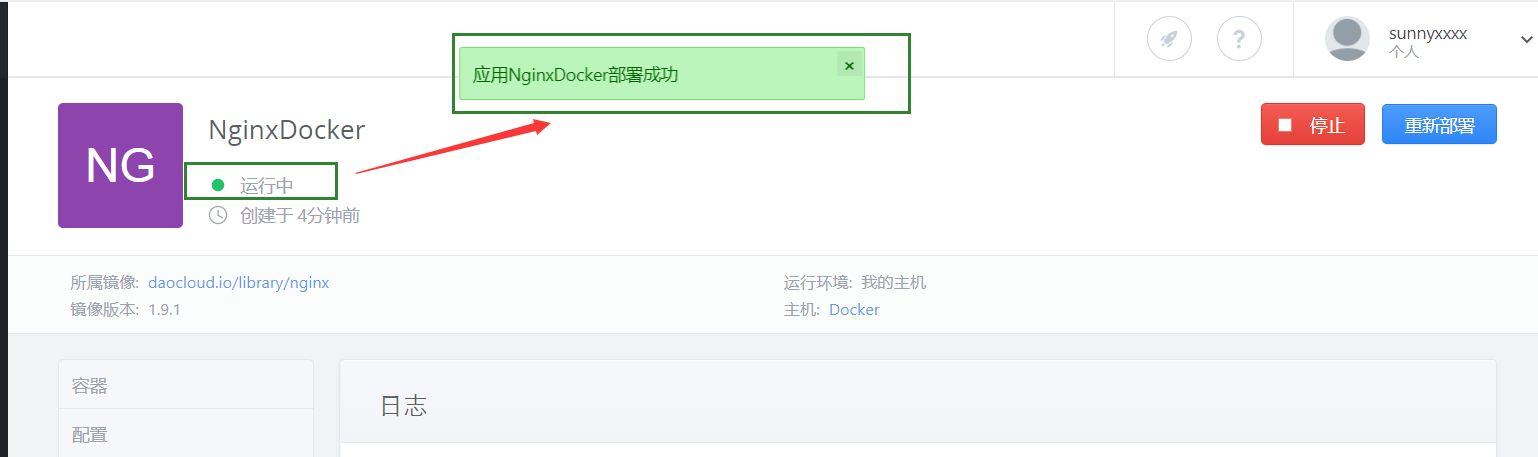 sunnyxxxx
个人
应用NginxDocker部署成功
×
?
NG
NginxDocker
运行中
创建于 4分钟前
停止
重新部署
所属镜像: daocloud.io/library/nginx
运行环境: 我的主机
镜像版本: 1.9.1
主机: Docker
容器
配置
日志